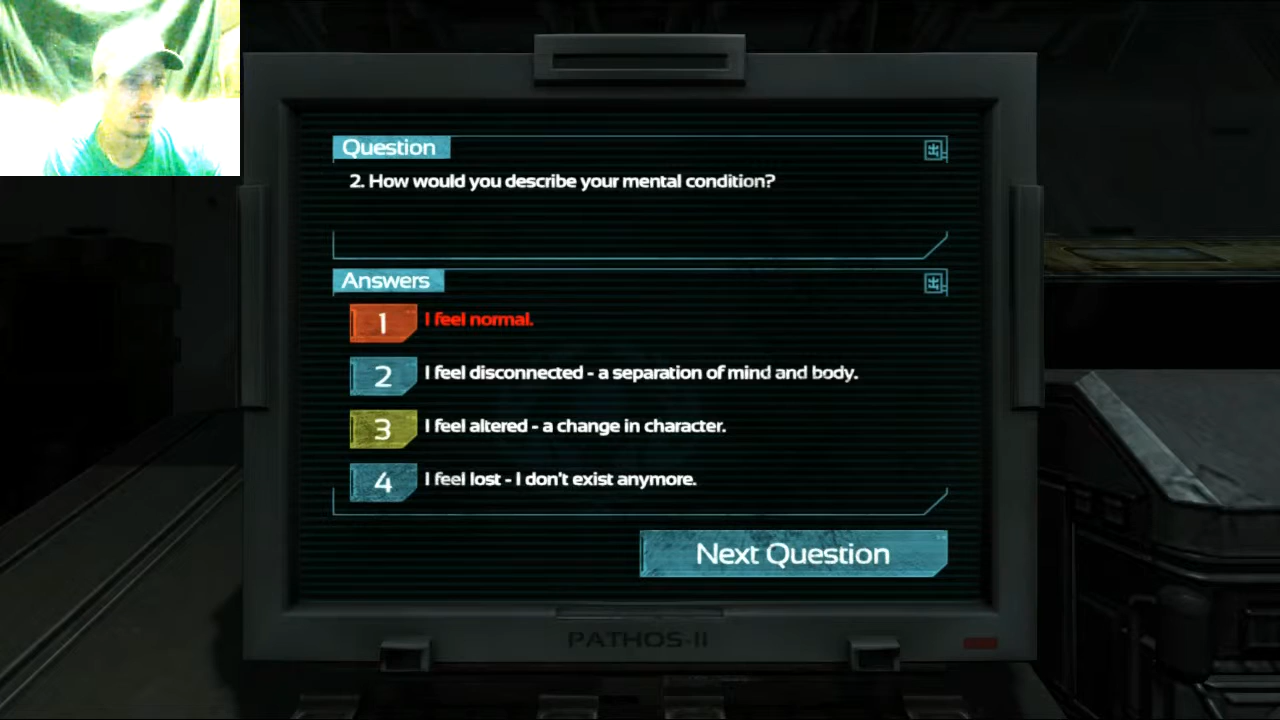 Question
2. How would you describe your mental condition?
Answers
1 I feel normal.
2 I feel disconnected - a separation of mind and body.
3 I feel altered - a change in character.
4 I feel lost - I don't exist anymore.
Next Question
PATHOS-II